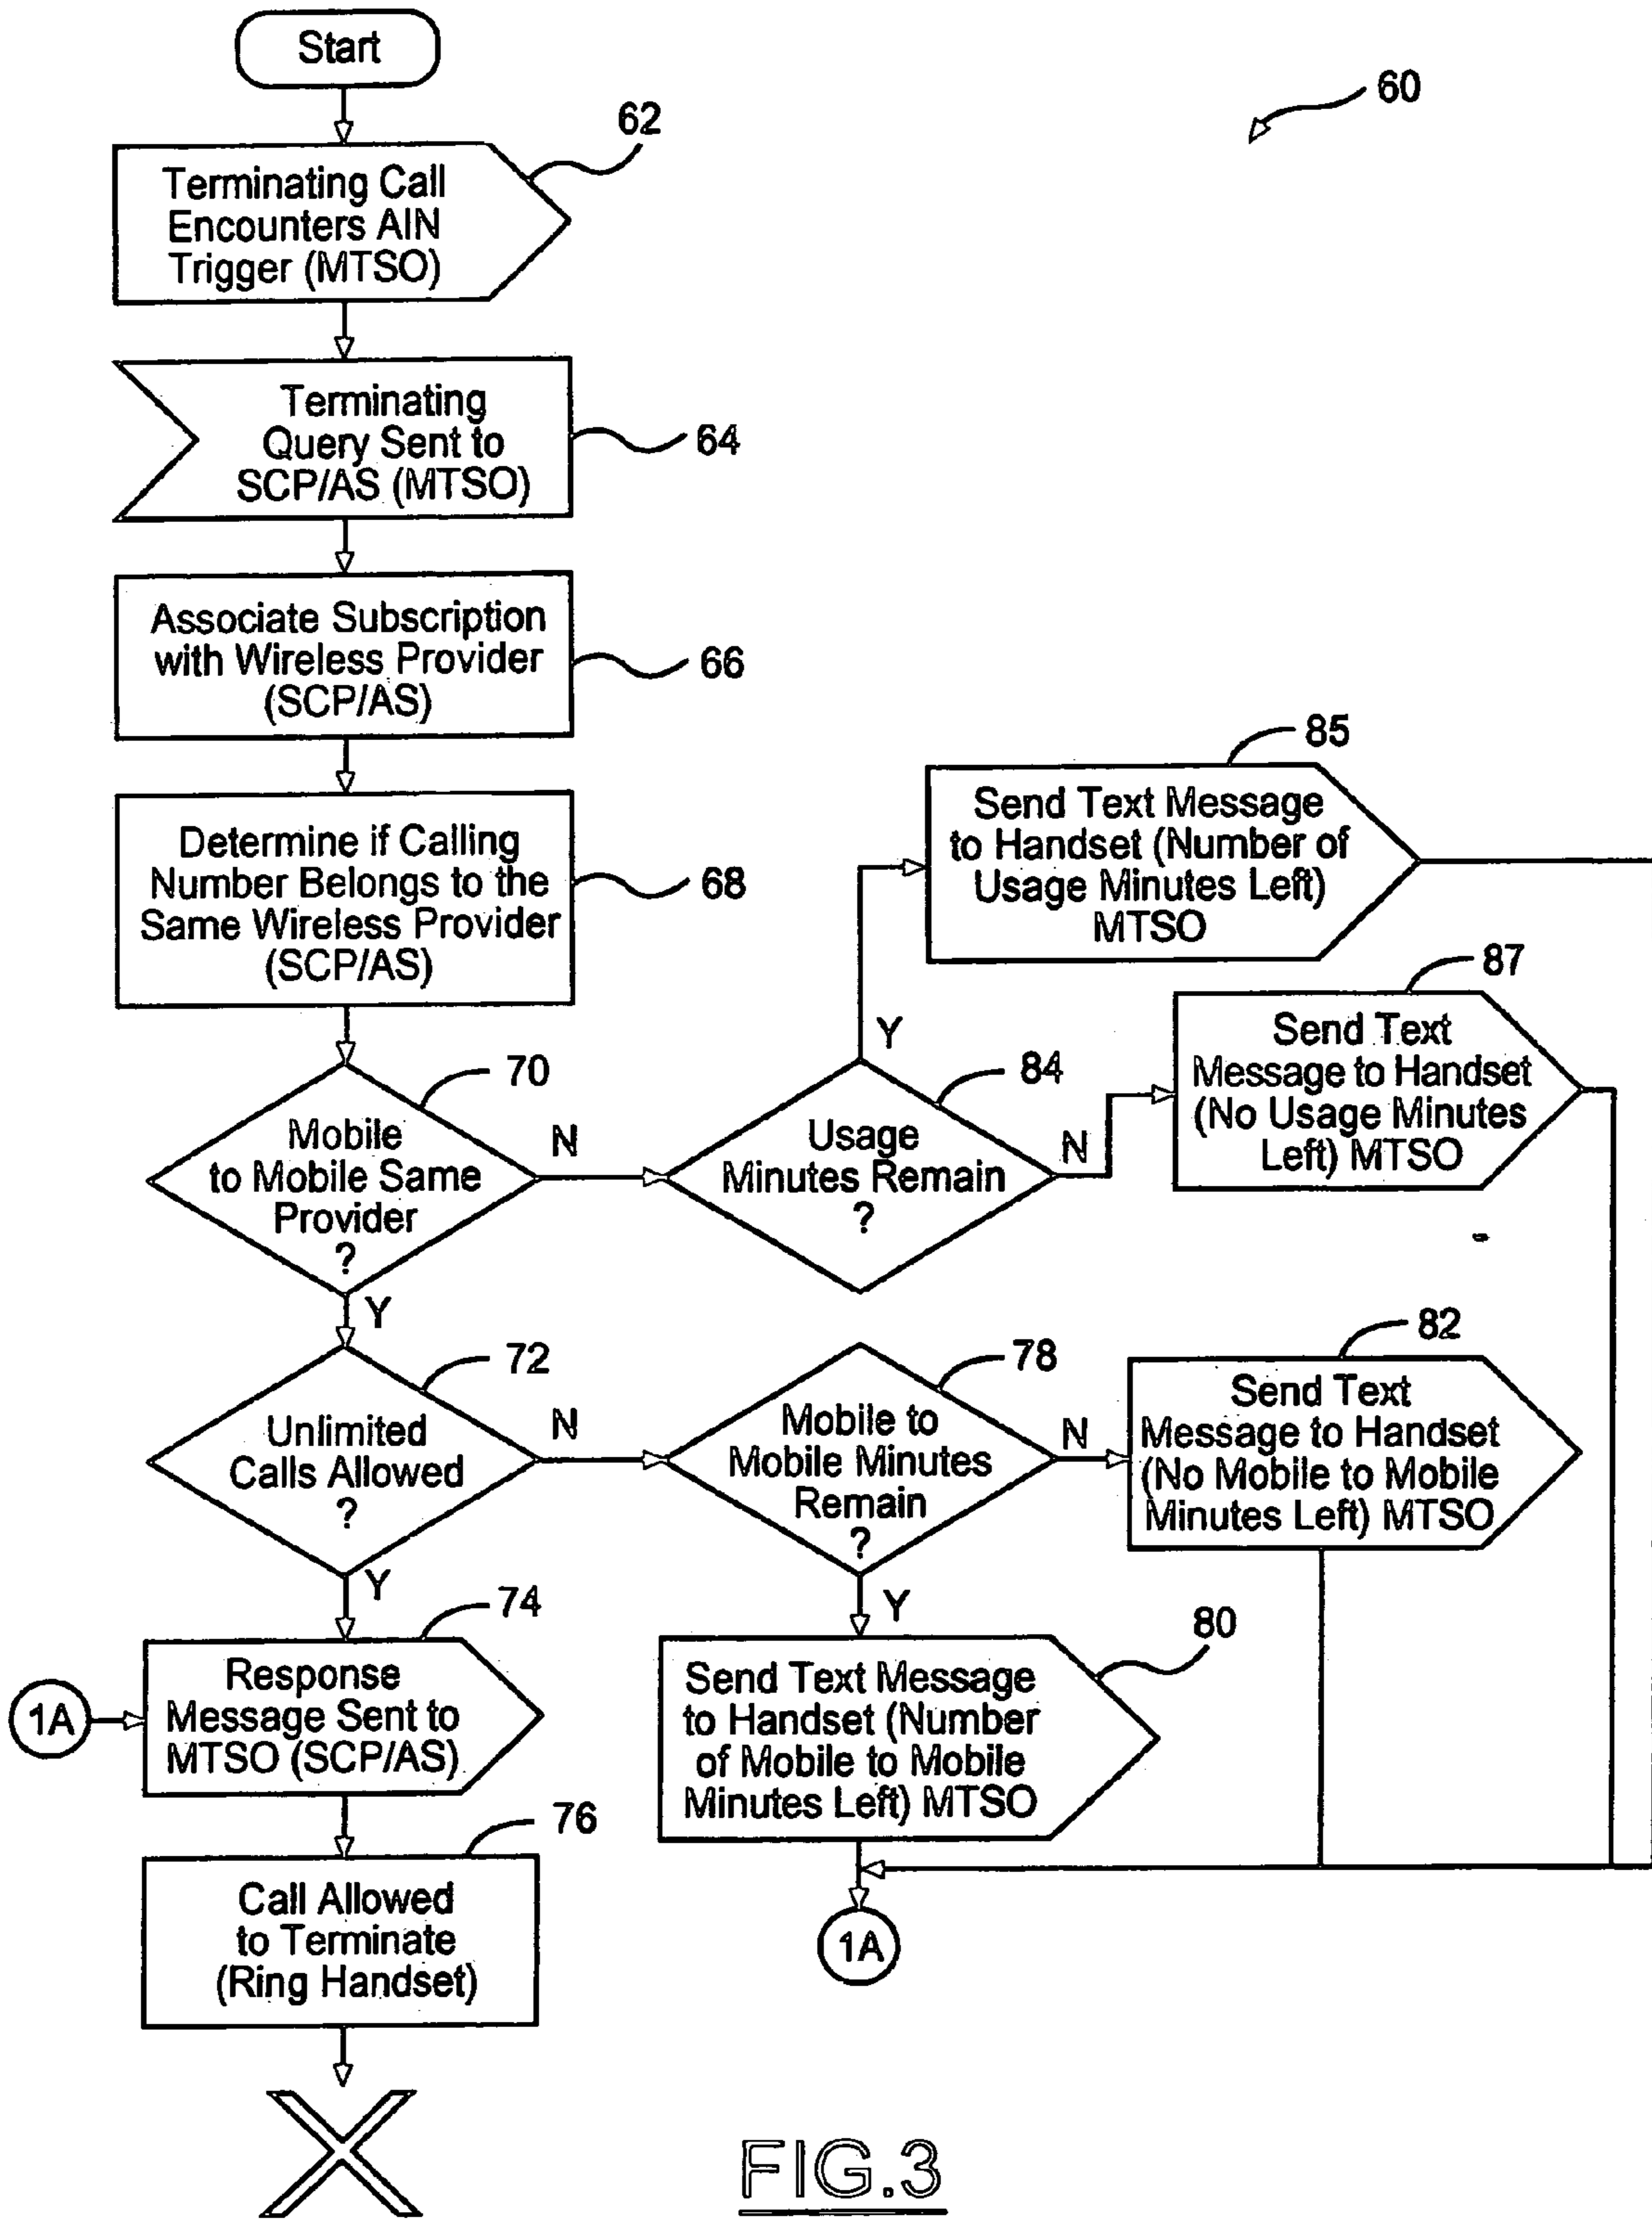 Start
60
62
Terminating Call
Encounters AIN
Trigger (MTSO)
Terminating
Query Sent to
SCP/AS (MTSO)
64
Associate Subscription
with Wireless Provider
(SCP/AS)
66
Determine if Calling
Number Belongs to the
Same Wireless Provider
(SCP/AS)
68
85
Send Text Message
to Handset (Number of
Usage Minutes Left)
MTSO
87
Send Text
Message to Handset
(No Usage Minutes
Left) MTSO
70
Mobile
to Mobile Same
Provider
?
N
Y
84
Usage
Minutes Remain
?
Y
N
72
Unlimited
Calls Allowed
?
N
Y
78
Mobile to
Mobile Minutes
Remain
?
N
Y
82
Send Text
Message to Handset
(No Mobile to Mobile
Minutes Left) MTSO
74
1A
Response
Message Sent to
MTSO (SCP/AS)
80
Send Text Message
to Handset (Number
of Mobile to Mobile
Minutes Left) MTSO
76
Call Allowed
to Terminate
(Ring Handset)
1A
FIG.3